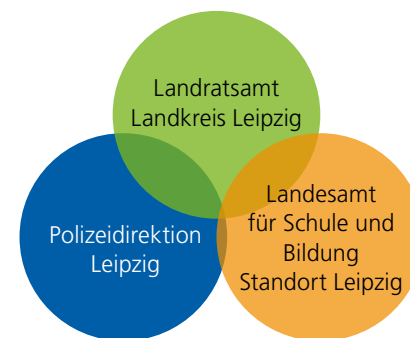 Landratsamt
Landkreis Leipzig
Polizeidirektion
Leipzig
Landesamt
für Schule und
Bildung
Standort Leipzig